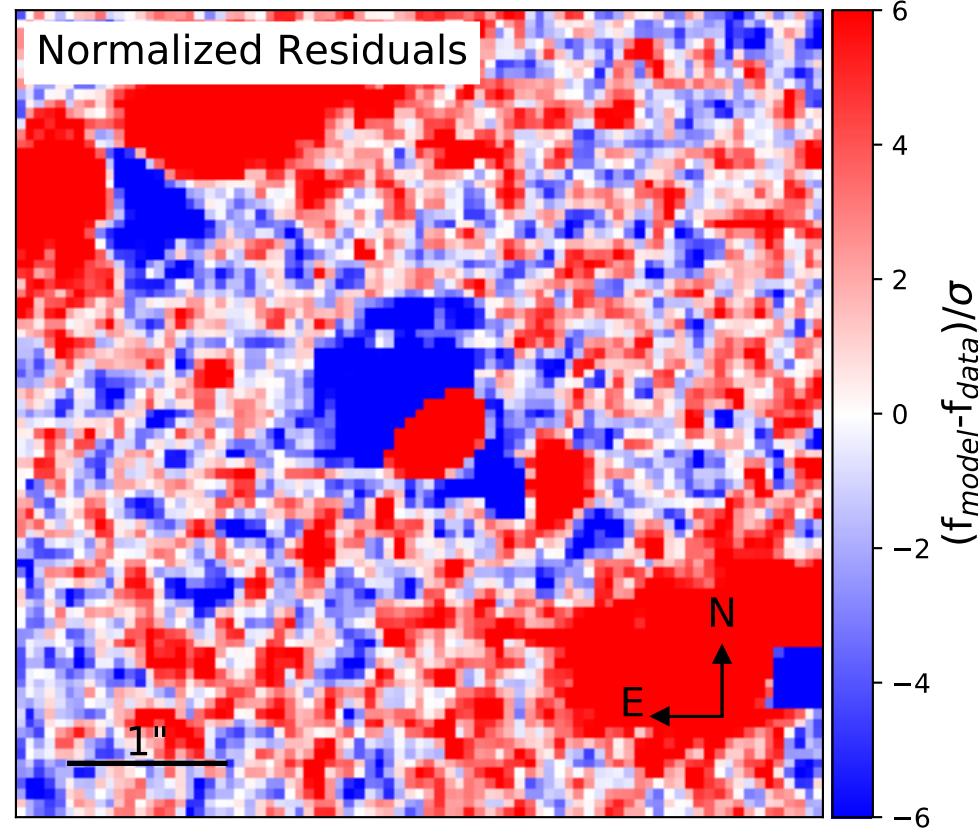 Normalized Residuals
N
E
1"
6
4
2
0
−2
−4
−6
(f_model-f_data)/σ